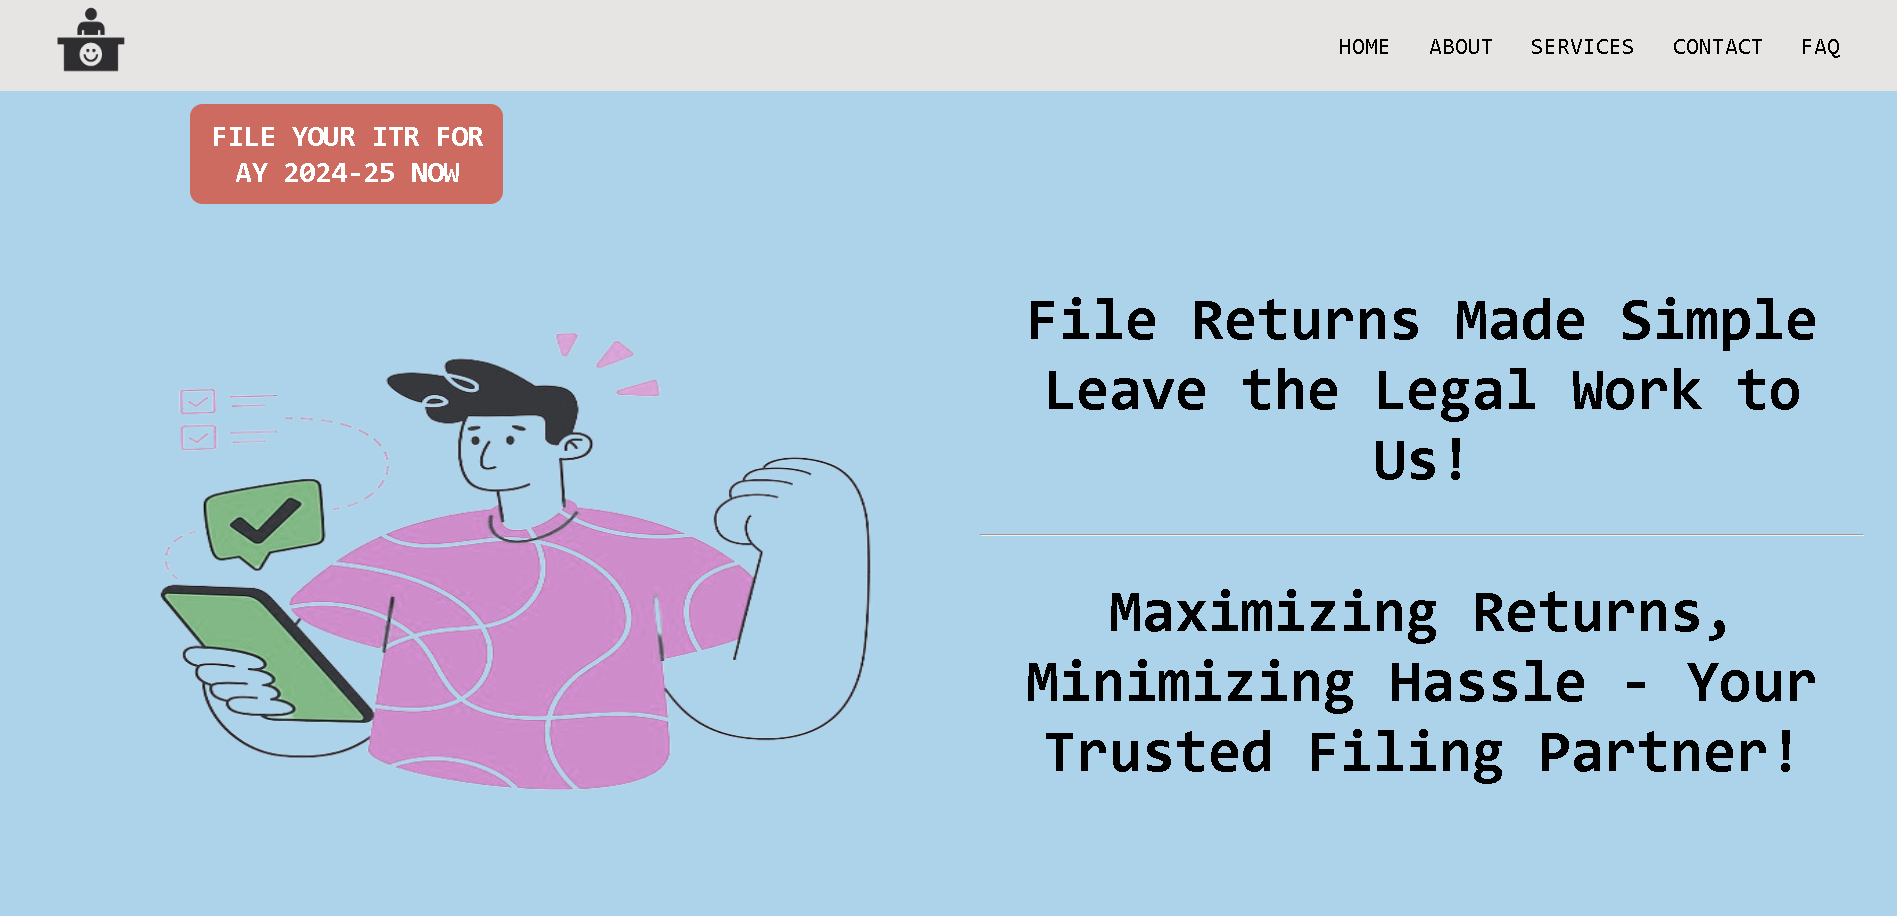 HOME ABOUT SERVICES CONTACT FAQ
FILE YOUR ITR FOR
AY 2024-25 NOW
File Returns Made Simple
Leave the Legal Work to
Us!
Maximizing Returns,
Minimizing Hassle - Your
Trusted Filing Partner!